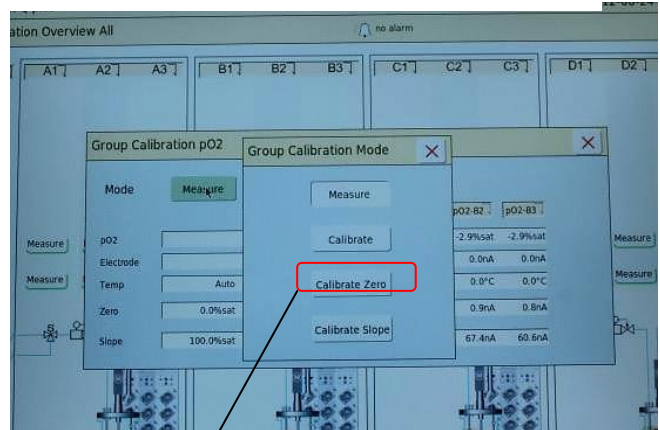 ation Overview All
no alarm
A1 A2 A3 B1 B2 B3 C1 C2 C3 D1 D2
Group Calibration pO2
Group Calibration Mode
Mode Measure
Measure
pO2-B2 pO2-B3
Calibrate
pO2
-2.9%sat -2.9%sat
Measure
Measure
Electrode
0.0nA 0.0nA
Calibrate Zero
Temp Auto
0.0°C 0.0°C
Measure
Measure
Zero 0.0%sat
0.9nA 0.8nA
Calibrate Slope
Slope 100.0%sat
67.4nA 60.6nA